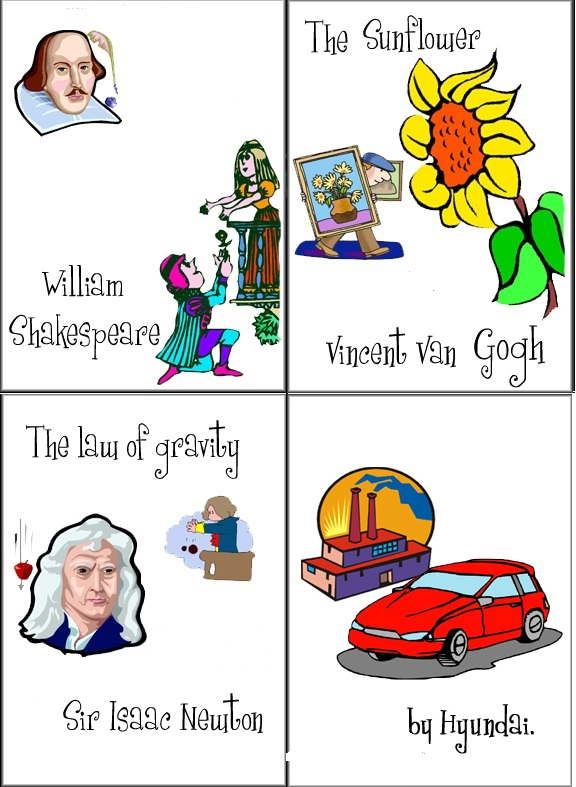 William
Shakespeare
The Sunflower
Vincent Van Gogh
The law of gravity
Sir Isaac Newton
by Hyundai.